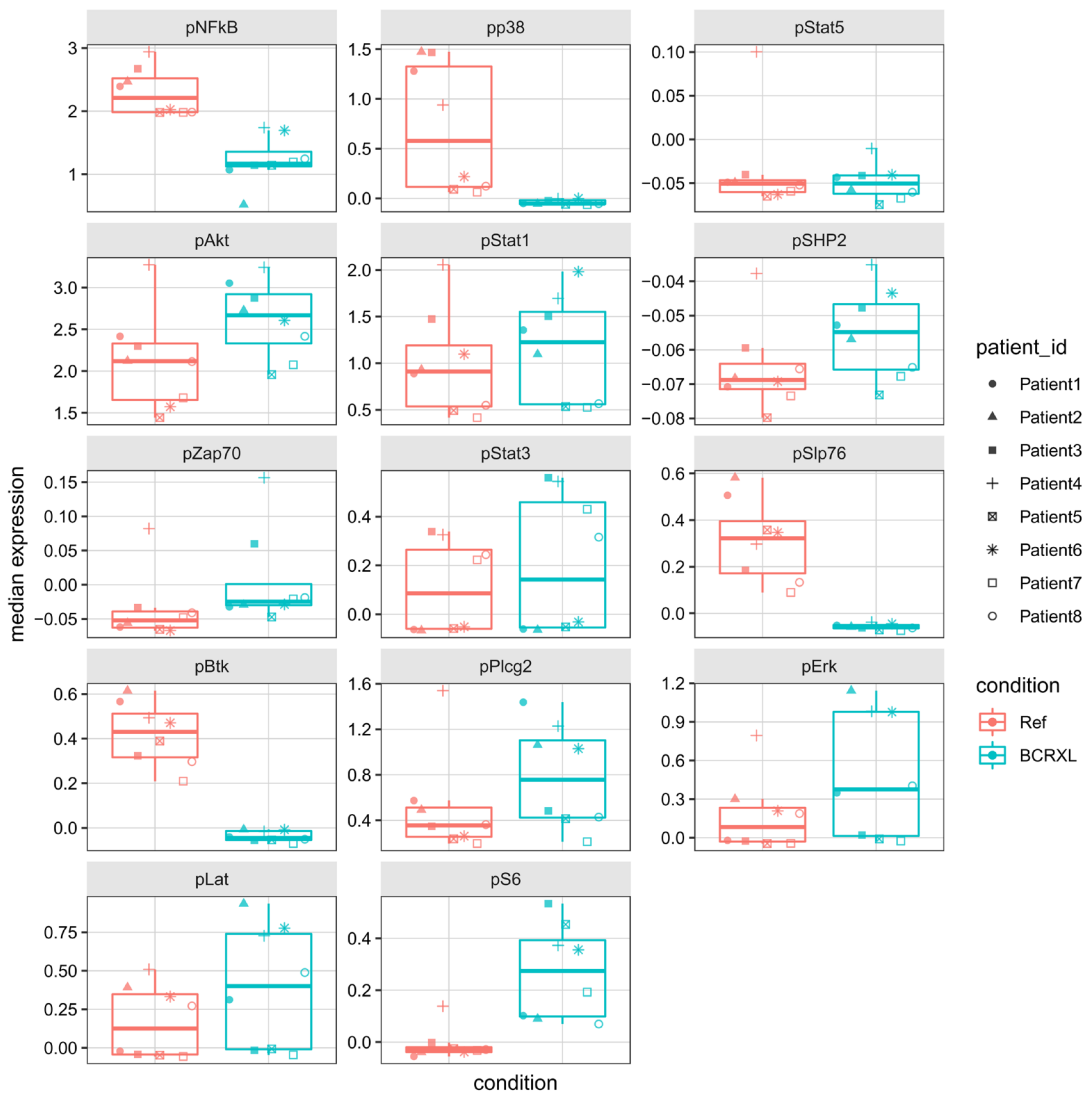 pNFkB
pp38
pStat5
3
2
1
1.5
1.0
0.5
0.0
0.10
0.05
0.00
−0.05
pAkt
pStat1
pSHP2
3.0
2.5
2.0
1.5
2.0
1.5
1.0
0.5
−0.04
−0.05
−0.06
−0.07
−0.08
pZap70
pStat3
pSlp76
0.15
0.10
0.05
0.00
−0.05
0.4
0.2
0.0
0.6
0.4
0.2
0.0
pBtk
pPlcg2
pErk
0.6
0.4
0.2
0.0
1.6
1.2
0.8
0.4
1.2
0.9
0.6
0.3
0.0
pLat
pS6
0.75
0.50
0.25
0.00
0.4
0.2
0.0
median expression
condition
patient_id
Patient1
Patient2
Patient3
Patient4
Patient5
Patient6
Patient7
Patient8
condition
Ref
BCRXL